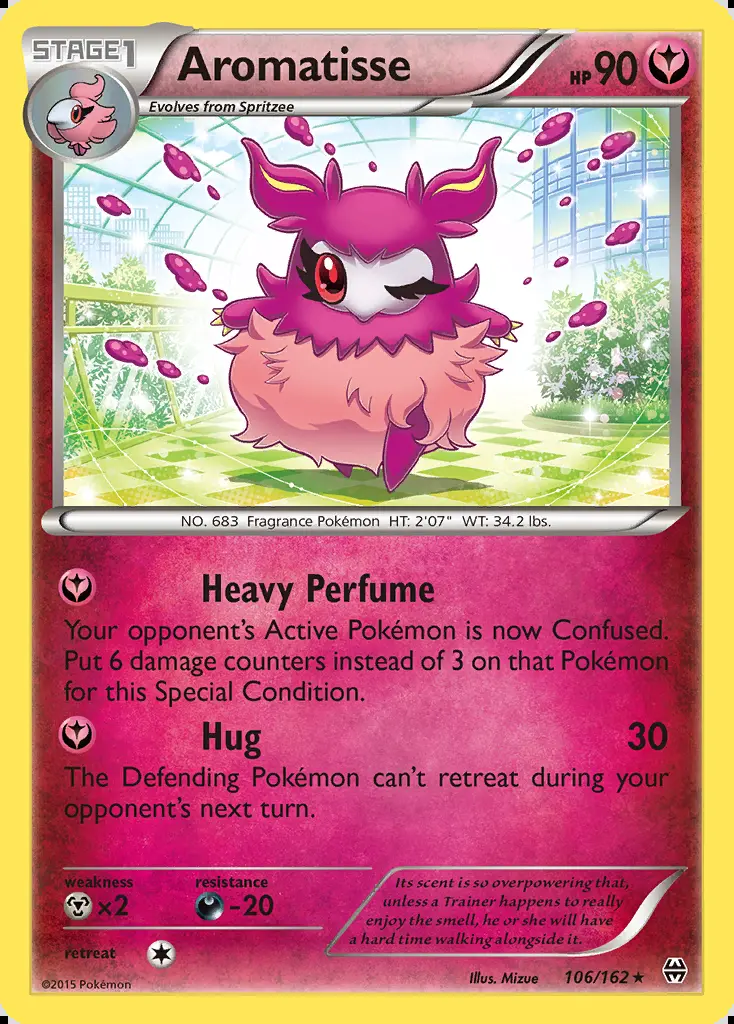 STAGE1
Aromatisse
HP 90
Evolves from Spritzee
NO. 683 Fragrance Pokémon HT: 2'07" WT: 34.2 lbs.
Heavy Perfume
Your opponent's Active Pokémon is now Confused.
Put 6 damage counters instead of 3 on that Pokémon
for this Special Condition.
Hug 30
The Defending Pokémon can't retreat during your
opponent's next turn.
weakness resistance
×2 -20
retreat
Its scent is so overpowering that,
unless a Trainer happens to really
enjoy the smell, he or she will have
a hard time walking alongside it.
©2015 Pokémon
Illus. Mizue 106/162 ★